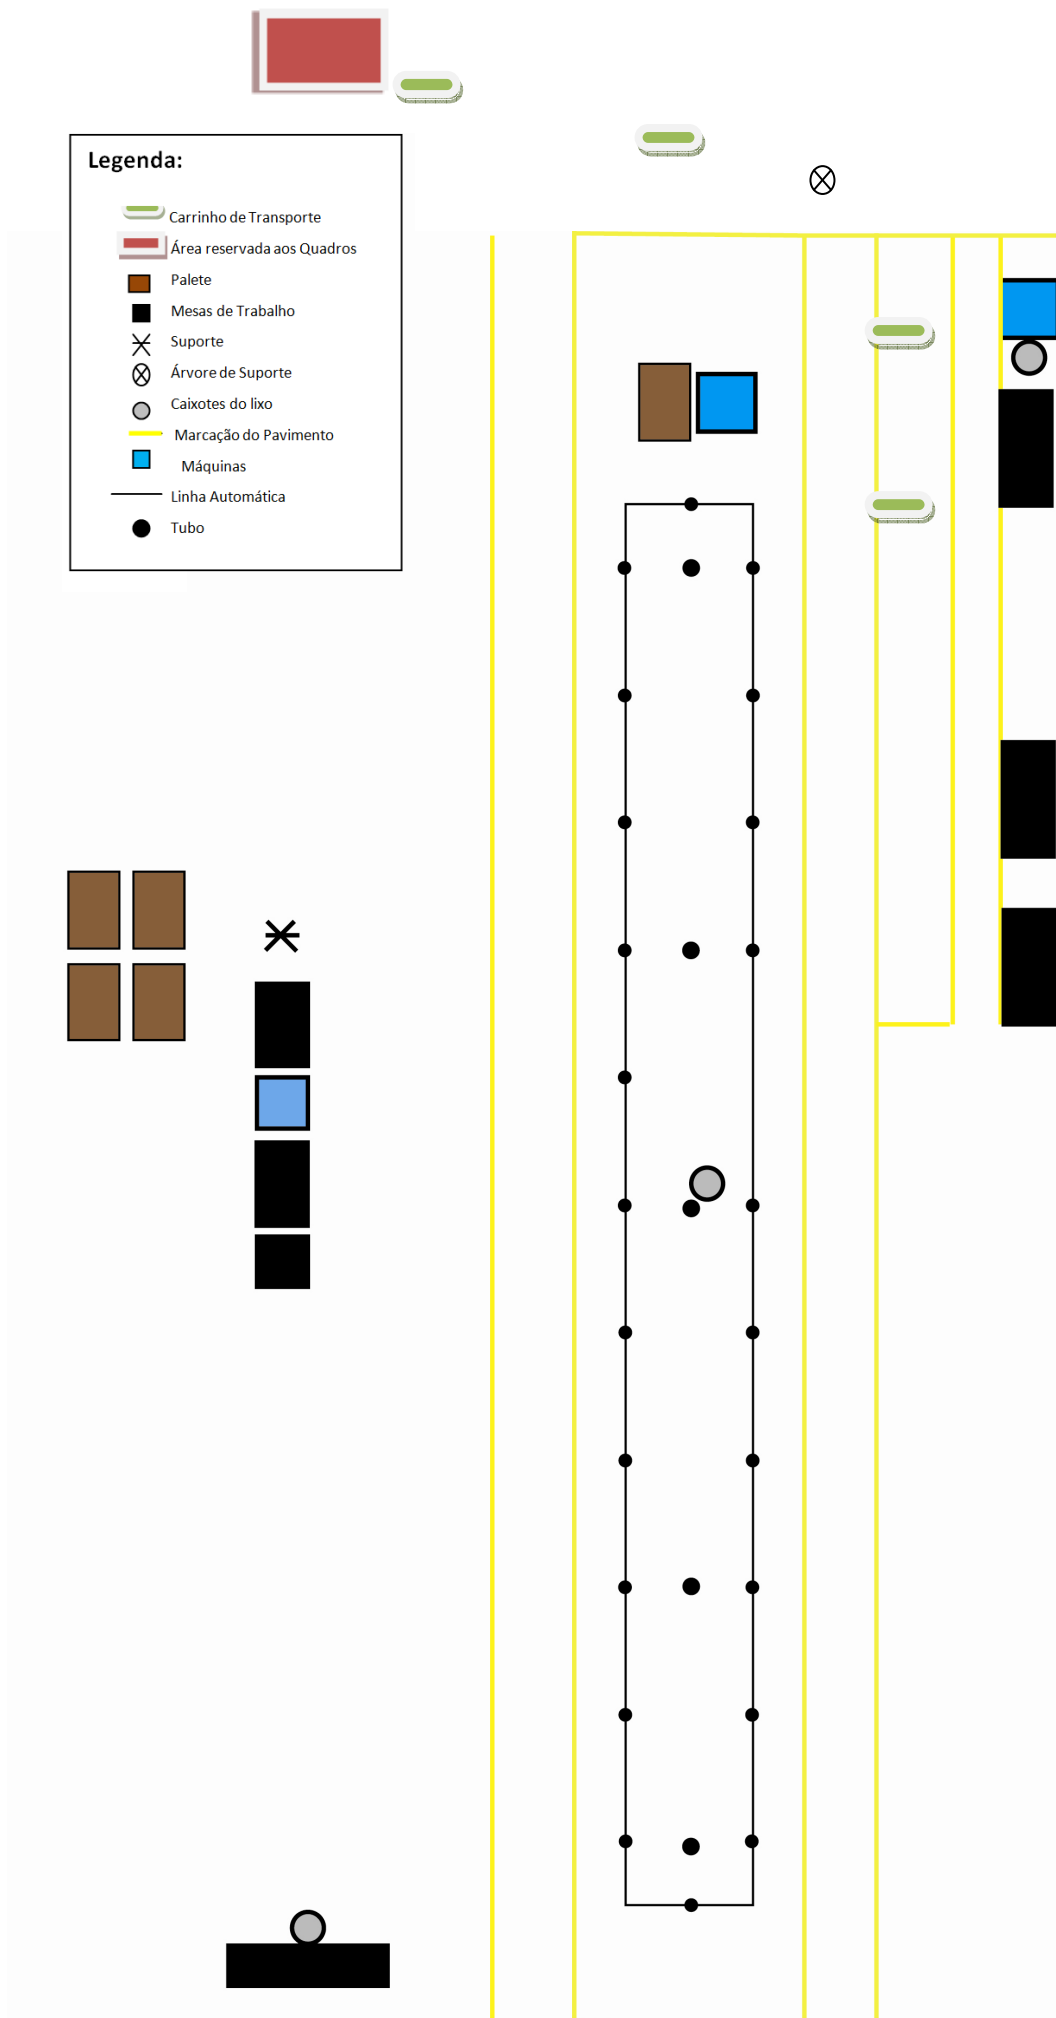 Legenda:
Carrinho de Transporte
Área reservada aos Quadros
Palete
Mesas de Trabalho
Suporte
Árvore de Suporte
Caixotes do lixo
Marcação do Pavimento
Máquinas
Linha Automática
Tubo